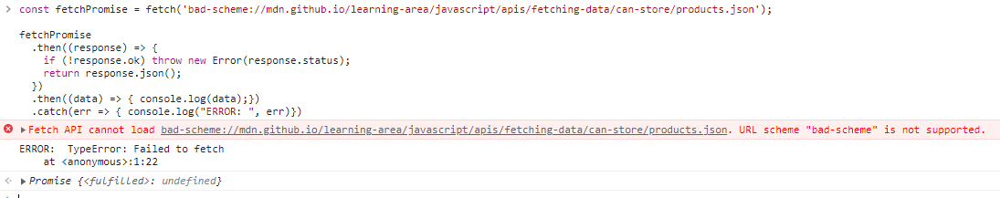 const fetchPromise = fetch('bad-scheme://mdn.github.io/learning-area/javascript/apis/fetching-data/can-store/products.json');
fetchPromise
.then((response) => {
if (!response.ok) throw new Error(response.status);
return response.json();
})
.then((data) => { console.log(data);})
.catch(err => { console.log("ERROR: ", err)})
Fetch API cannot load bad-scheme://mdn.github.io/learning-area/javascript/apis/fetching-data/can-store/products.json. URL scheme "bad-scheme" is not supported.
ERROR:  TypeError: Failed to fetch
at <anonymous>:1:22
Promise {<fulfilled>: undefined}